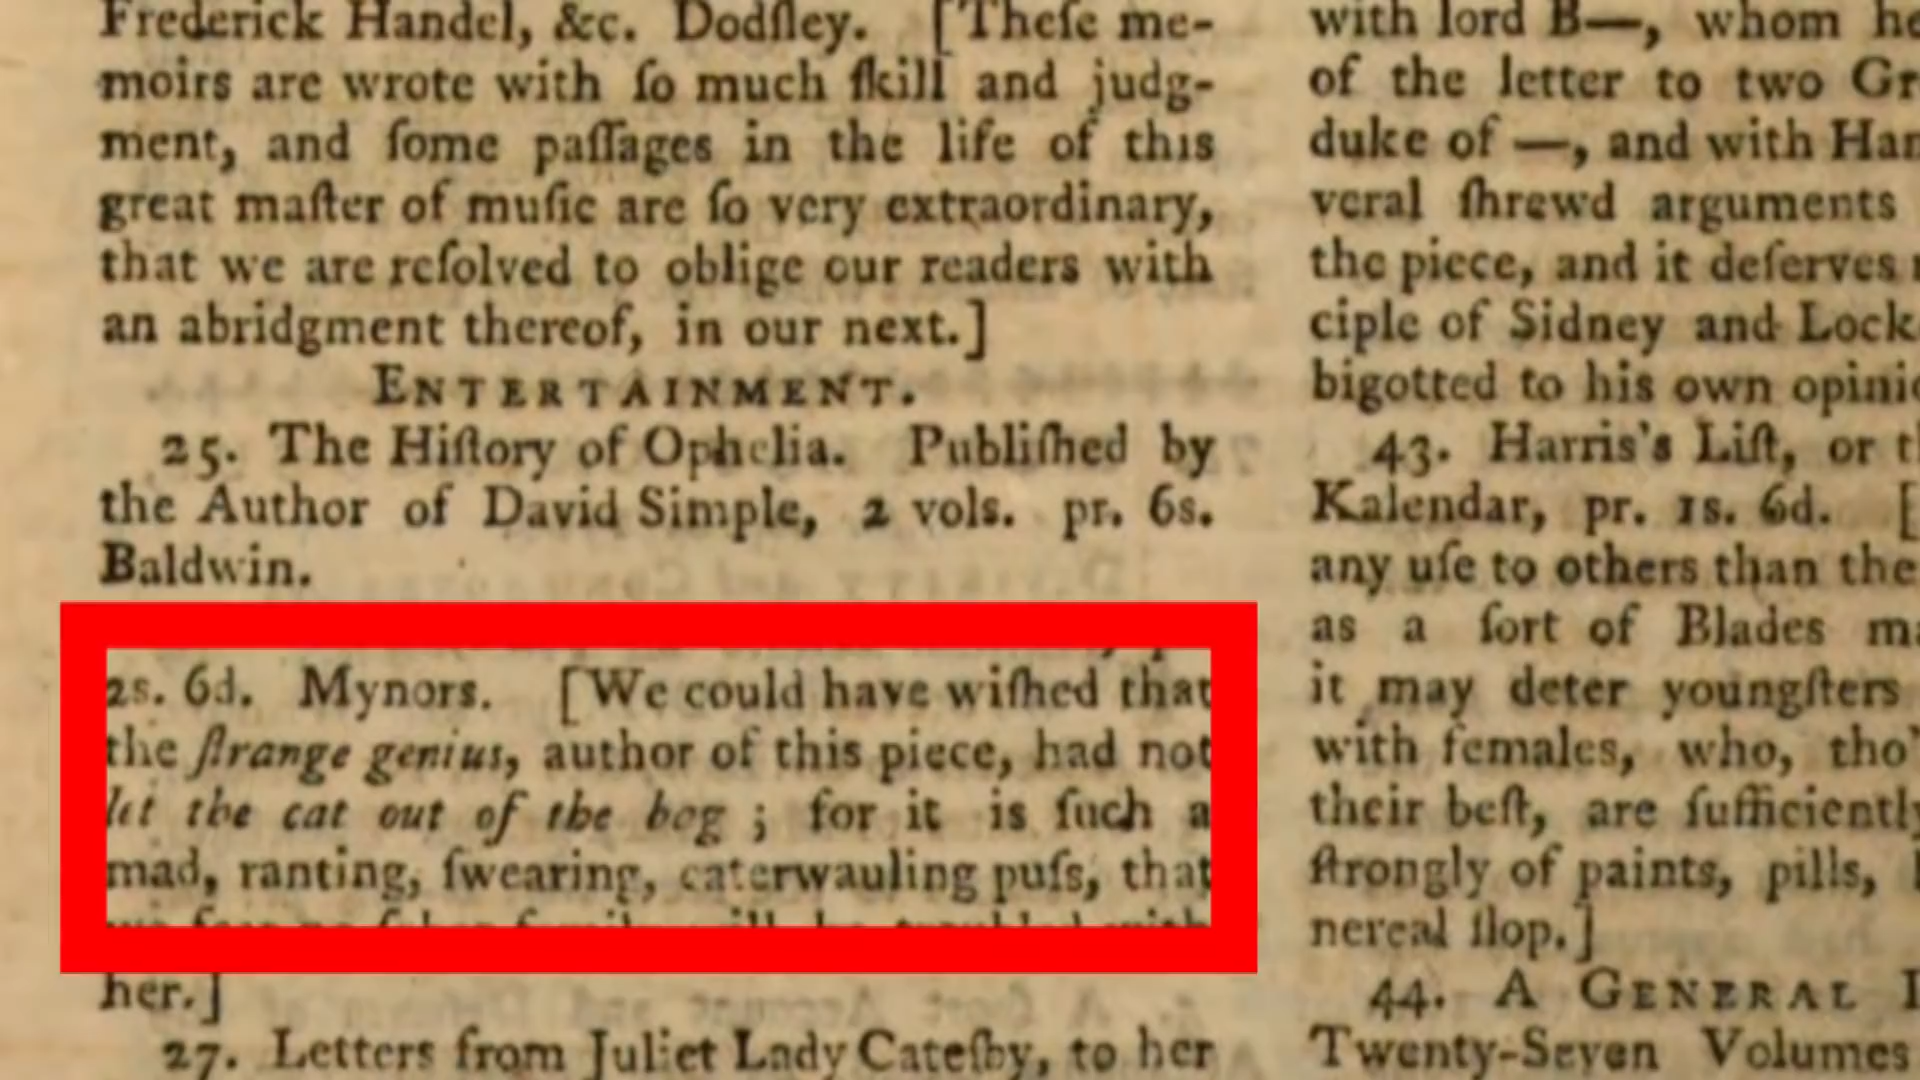 Frederick Handel, &c. Dodſley. [Theſe me-
moirs are wrote with ſo much ſkill and judg-
ment, and ſome paſſages in the life of this
great maſter of muſic are ſo very extraordinary,
that we are reſolved to oblige our readers with
an abridgment thereof, in our next.]
ENTERTAINMENT.
25. The Hiſtory of Ophelia. Publiſhed by
the Author of David Simple, 2 vols. pr. 6s.
Baldwin.
2s. 6d. Mynors. [We could have wiſhed that
the ſtrange genius, author of this piece, had not
let the cat out of the bag; for it is ſuch a
mad, ranting, ſwearing, caterwauling puſs, that
her.]
27. Letters from Juliet Lady Cateſby, to her
with lord B—, whom he
of the letter to two Gr
duke of —, and with Han
veral ſhrewd arguments
the piece, and it deſerves
ciple of Sidney and Lock
bigotted to his own opinio
43. Harris's Liſt, or th
Kalendar, pr. 1s. 6d. [
any uſe to others than the
as a ſort of Blades ma
it may deter youngſters
with females, who, tho'
their beſt, are ſufficiently
ſtrongly of paints, pills,
nereal ſlop.]
44. A GENERAL
Twenty-Seven Volumes